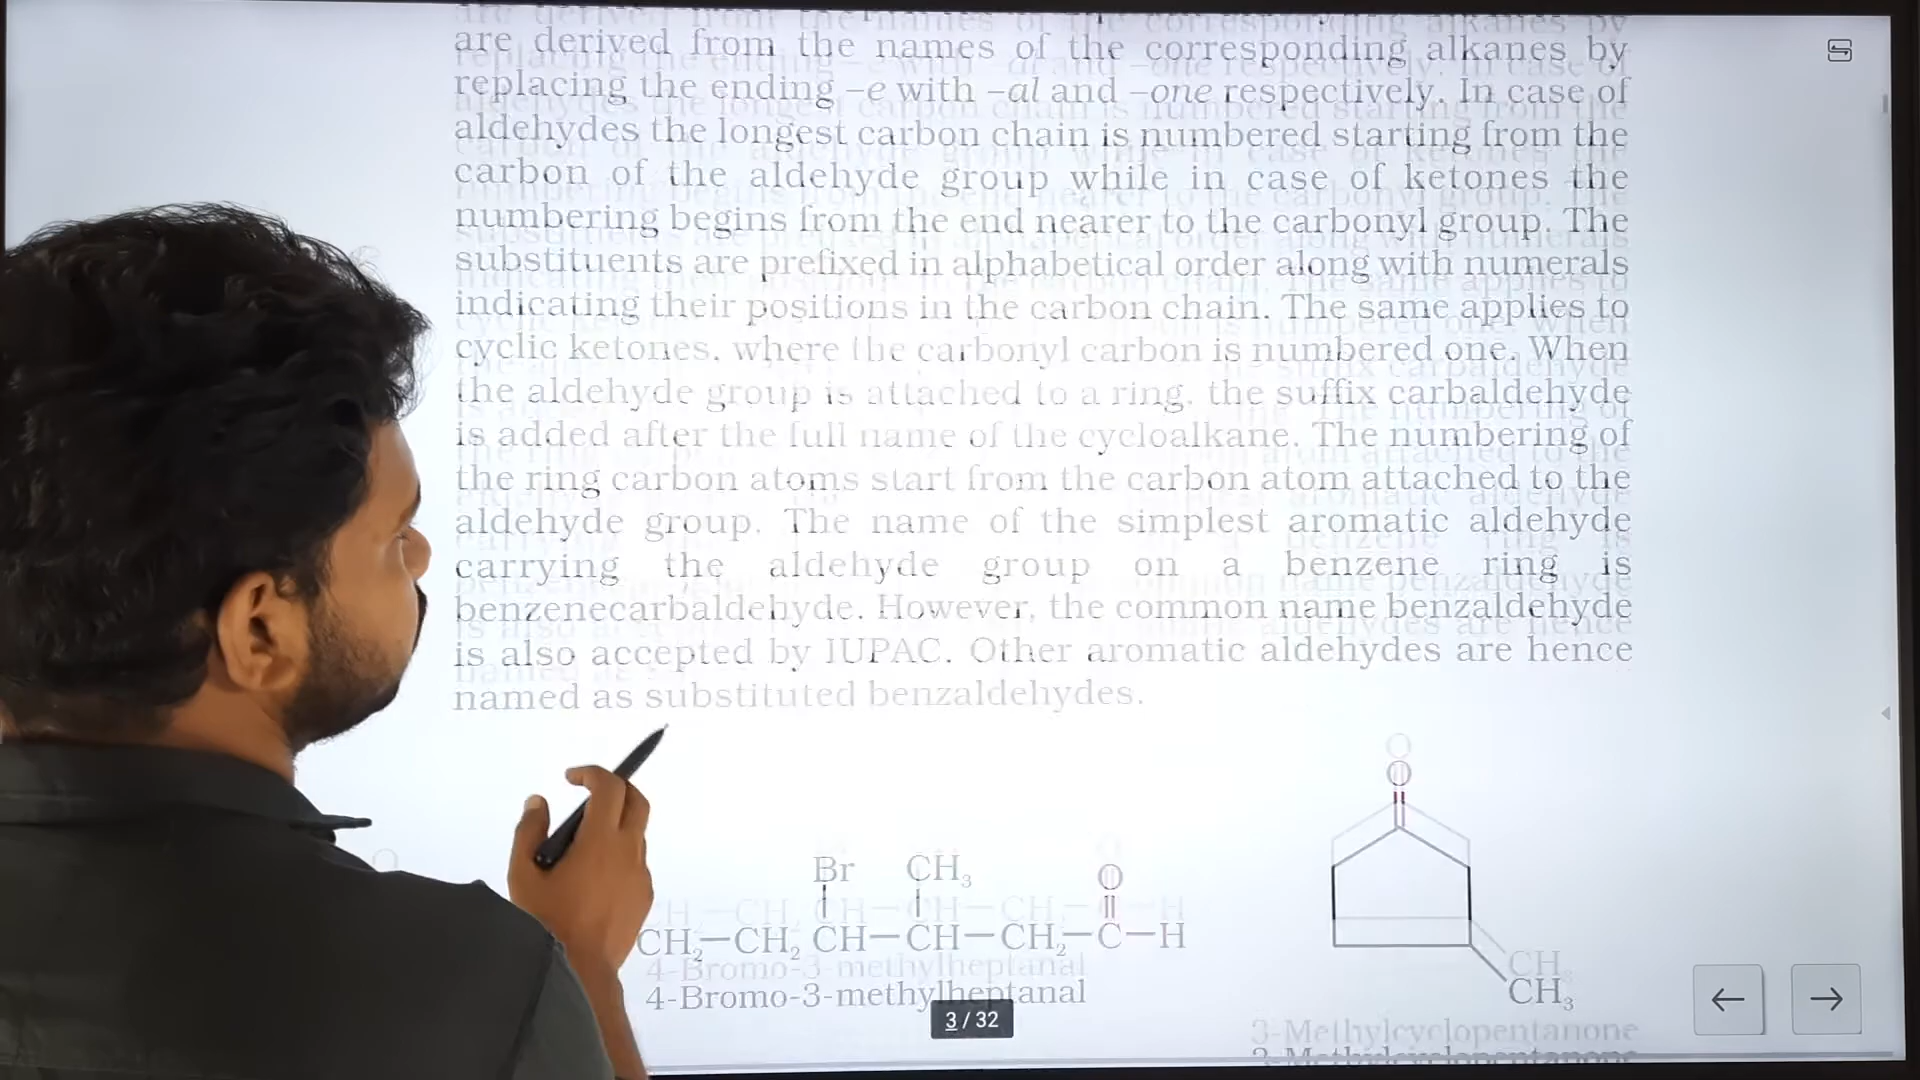 are derived from the names of the corresponding alkanes by
replacing the ending –e with –al and –one respectively. In case of
aldehydes the longest carbon chain is numbered starting from the
carbon of the aldehyde group while in case of ketones the
numbering begins from the end nearer to the carbonyl group. The
substituents are prefixed in alphabetical order along with numerals
indicating their positions in the carbon chain. The same applies to
cyclic ketones, where the carbonyl carbon is numbered one. When
the aldehyde group is attached to a ring, the suffix carbaldehyde
is added after the full name of the cycloalkane. The numbering of
the ring carbon atoms start from the carbon atom attached to the
aldehyde group. The name of the simplest aromatic aldehyde
carrying the aldehyde group on a benzene ring is
benzenecarbaldehyde. However, the common name benzaldehyde
is also accepted by IUPAC. Other aromatic aldehydes are hence
named as substituted benzaldehydes.
O
Br CH₃ O
CH₂—CH₂ CH—CH—CH₂—C—H
4-Bromo-3-methylheptanal
CH₃
3-Methylcyclopentanone
3 / 32